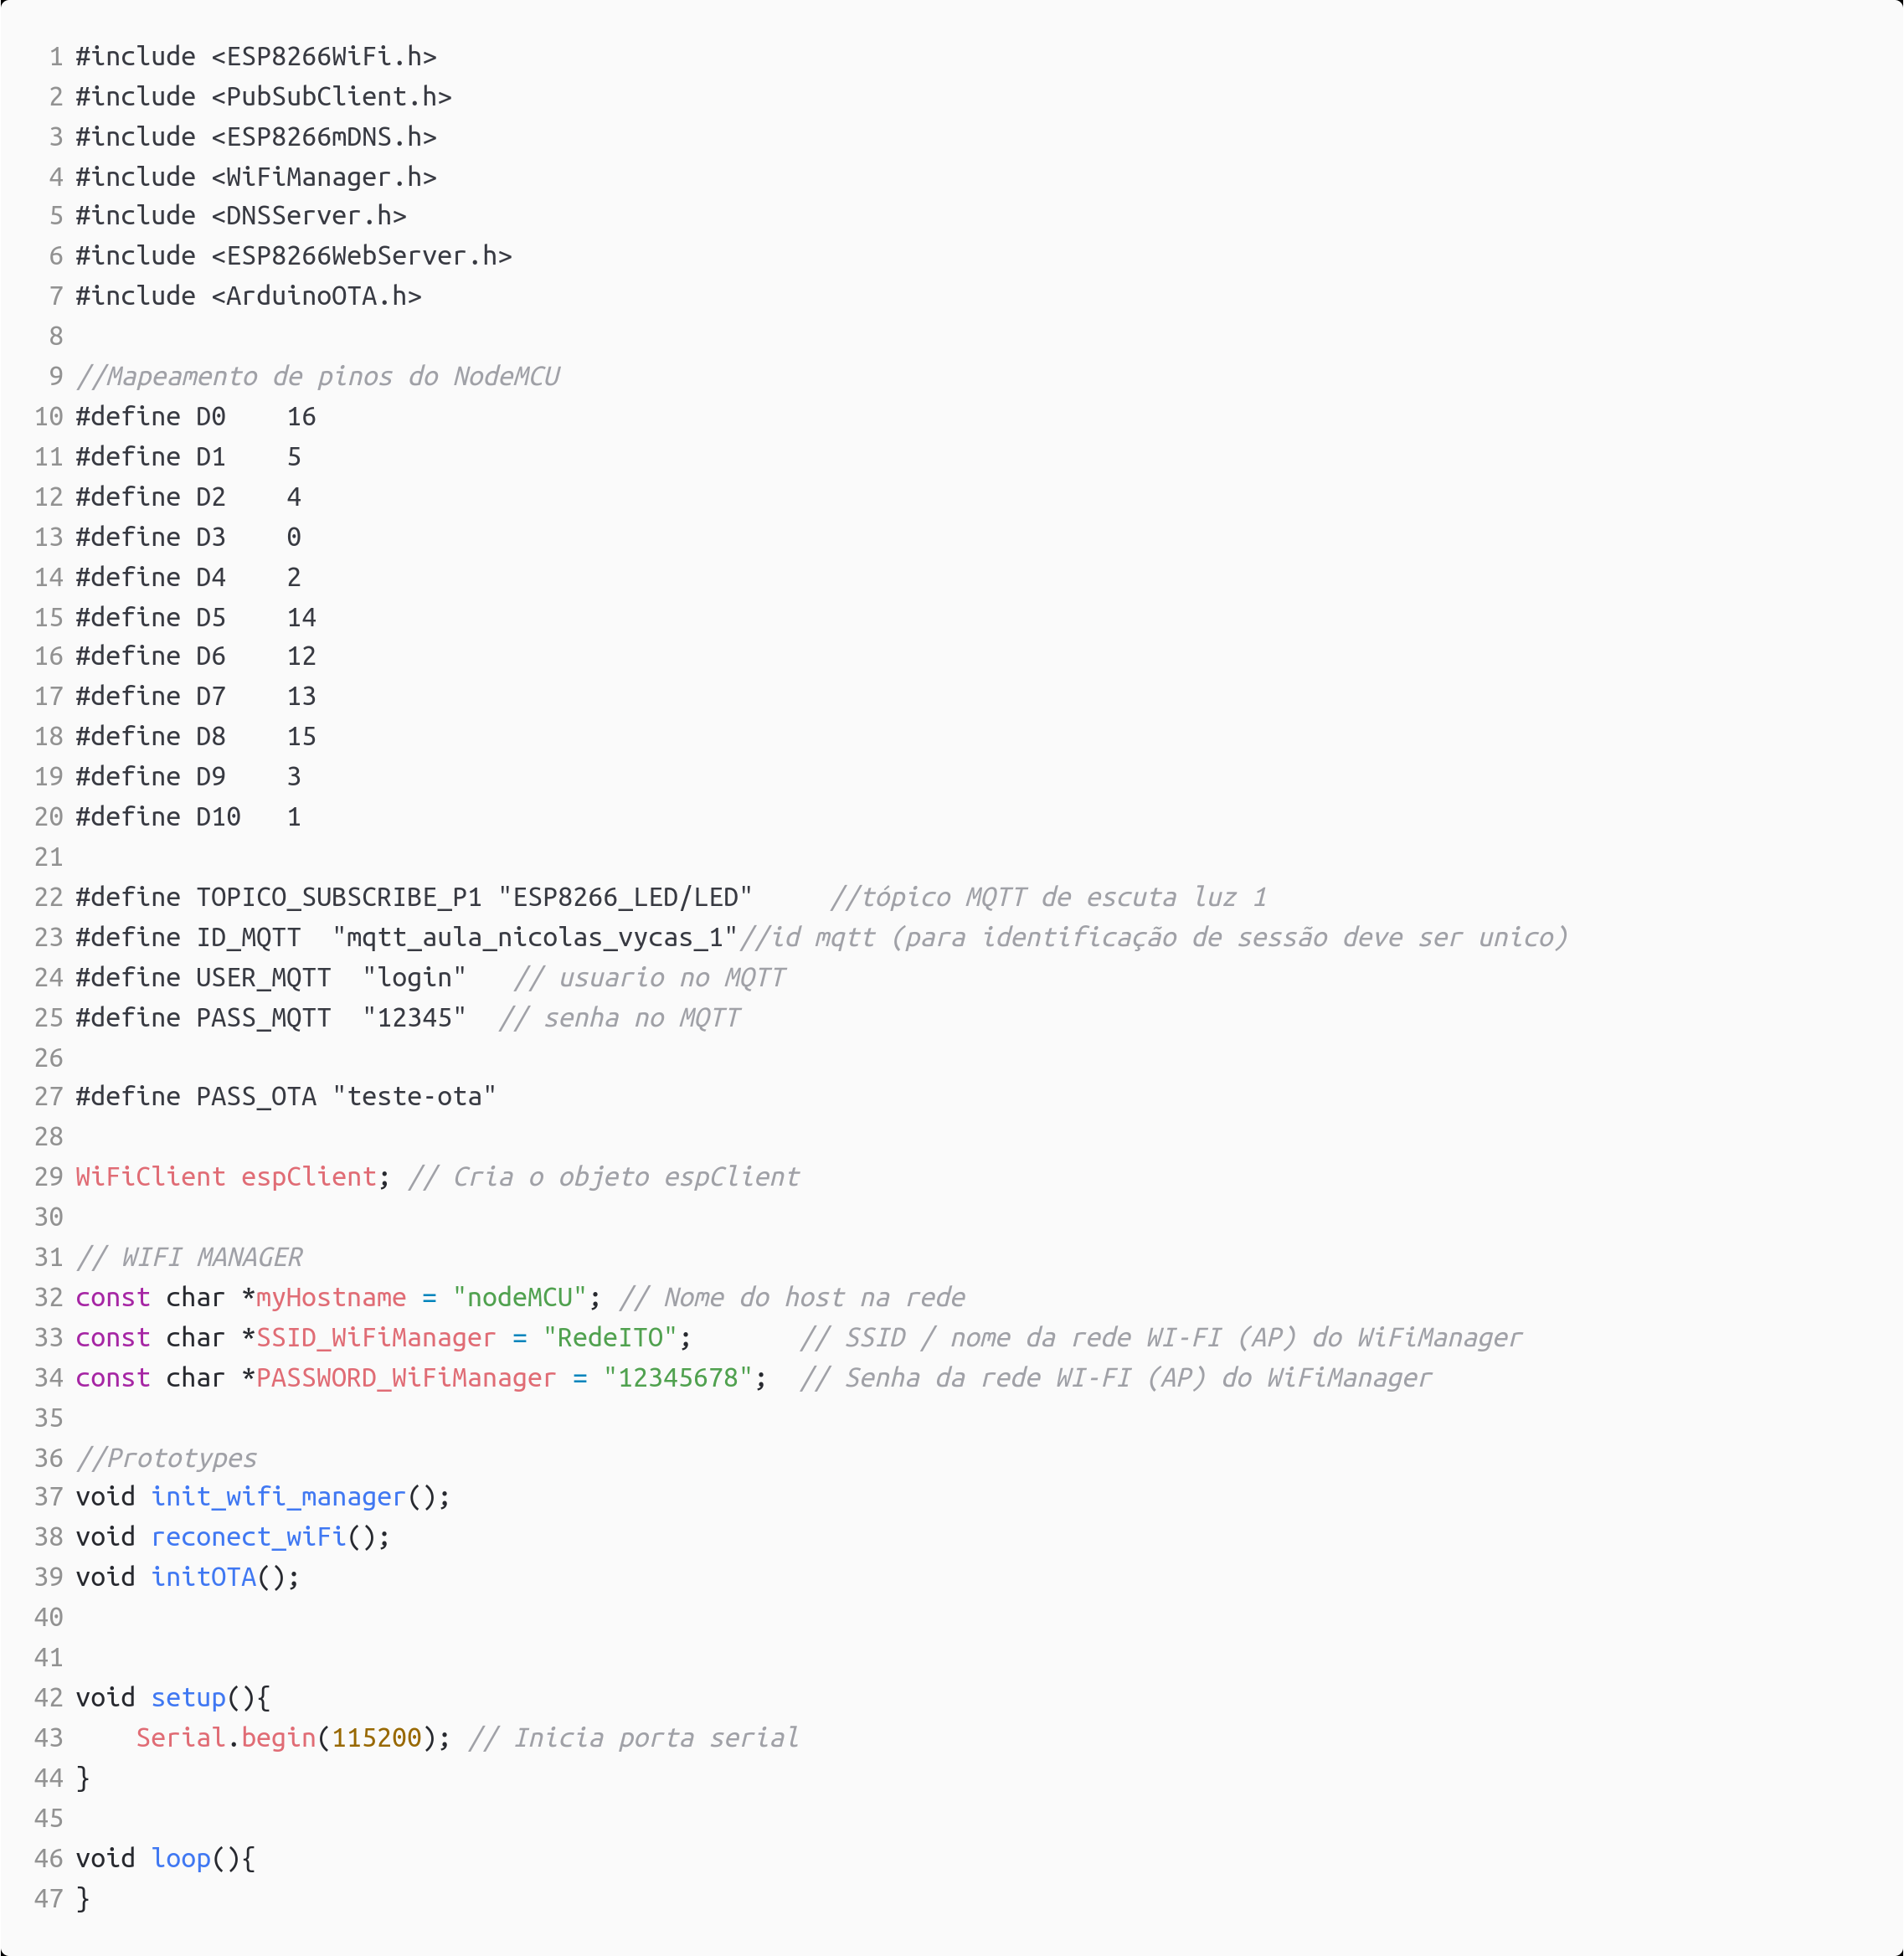 1 #include <ESP8266WiFi.h>
2 #include <PubSubClient.h>
3 #include <ESP8266mDNS.h>
4 #include <WiFiManager.h>
5 #include <DNSServer.h>
6 #include <ESP8266WebServer.h>
7 #include <ArduinoOTA.h>
8
9 //Mapeamento de pinos do NodeMCU
10 #define D0    16
11 #define D1    5
12 #define D2    4
13 #define D3    0
14 #define D4    2
15 #define D5    14
16 #define D6    12
17 #define D7    13
18 #define D8    15
19 #define D9    3
20 #define D10   1
21
22 #define TOPICO_SUBSCRIBE_P1 "ESP8266_LED/LED"     //tópico MQTT de escuta luz 1
23 #define ID_MQTT  "mqtt_aula_nicolas_vycas_1"//id mqtt (para identificação de sessão deve ser unico)
24 #define USER_MQTT  "login"   // usuario no MQTT
25 #define PASS_MQTT  "12345"  // senha no MQTT
26
27 #define PASS_OTA "teste-ota"
28
29 WiFiClient espClient; // Cria o objeto espClient
30
31 // WIFI MANAGER
32 const char *myHostname = "nodeMCU"; // Nome do host na rede
33 const char *SSID_WiFiManager = "RedeITO";       // SSID / nome da rede WI-FI (AP) do WiFiManager
34 const char *PASSWORD_WiFiManager = "12345678";  // Senha da rede WI-FI (AP) do WiFiManager
35
36 //Prototypes
37 void init_wifi_manager();
38 void reconect_wiFi();
39 void initOTA();
40
41
42 void setup(){
43     Serial.begin(115200); // Inicia porta serial
44 }
45
46 void loop(){
47 }